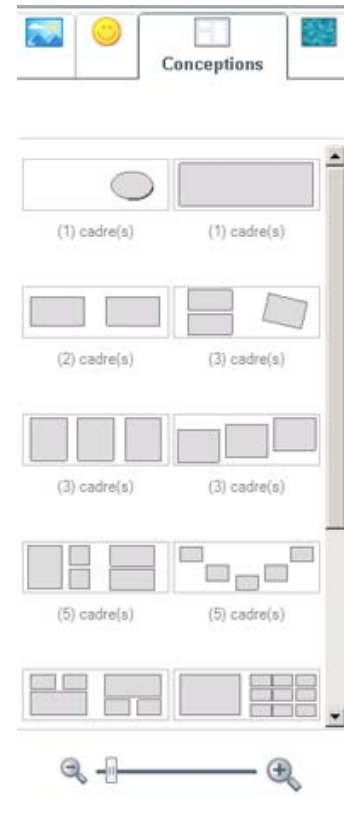 Conceptions
(1) cadre(s) (1) cadre(s)
(2) cadre(s) (3) cadre(s)
(3) cadre(s) (3) cadre(s)
(5) cadre(s) (5) cadre(s)